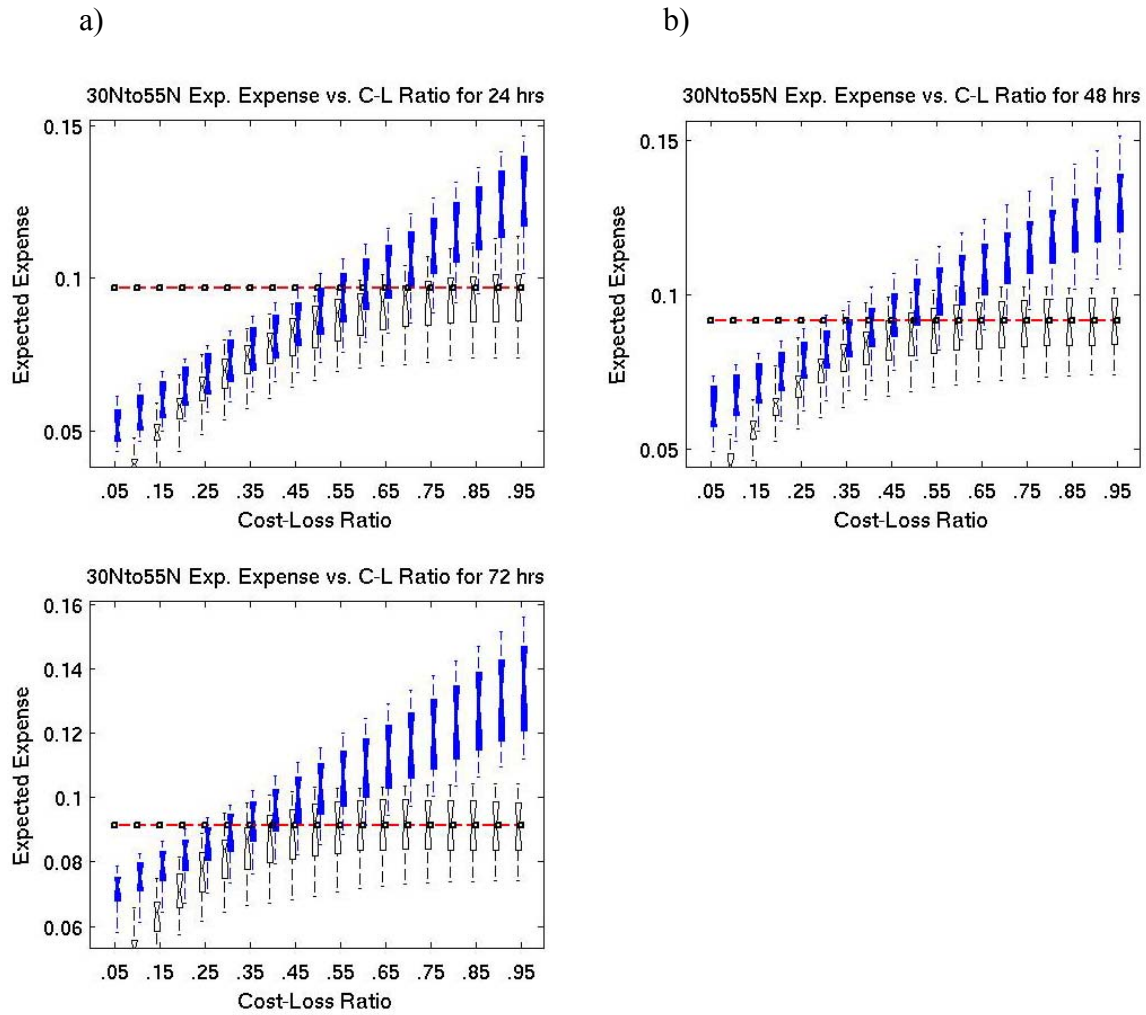 a)
b)
30Nto55N Exp. Expense vs. C-L Ratio for 24 hrs
0.15
0.1
0.05
Expected Expense
.05 .15 .25 .35 .45 .55 .65 .75 .85 .95
Cost-Loss Ratio
30Nto55N Exp. Expense vs. C-L Ratio for 48 hrs
0.15
0.1
0.05
Expected Expense
.05 .15 .25 .35 .45 .55 .65 .75 .85 .95
Cost-Loss Ratio
30Nto55N Exp. Expense vs. C-L Ratio for 72 hrs
0.16
0.14
0.12
0.1
0.08
0.06
Expected Expense
.05 .15 .25 .35 .45 .55 .65 .75 .85 .95
Cost-Loss Ratio